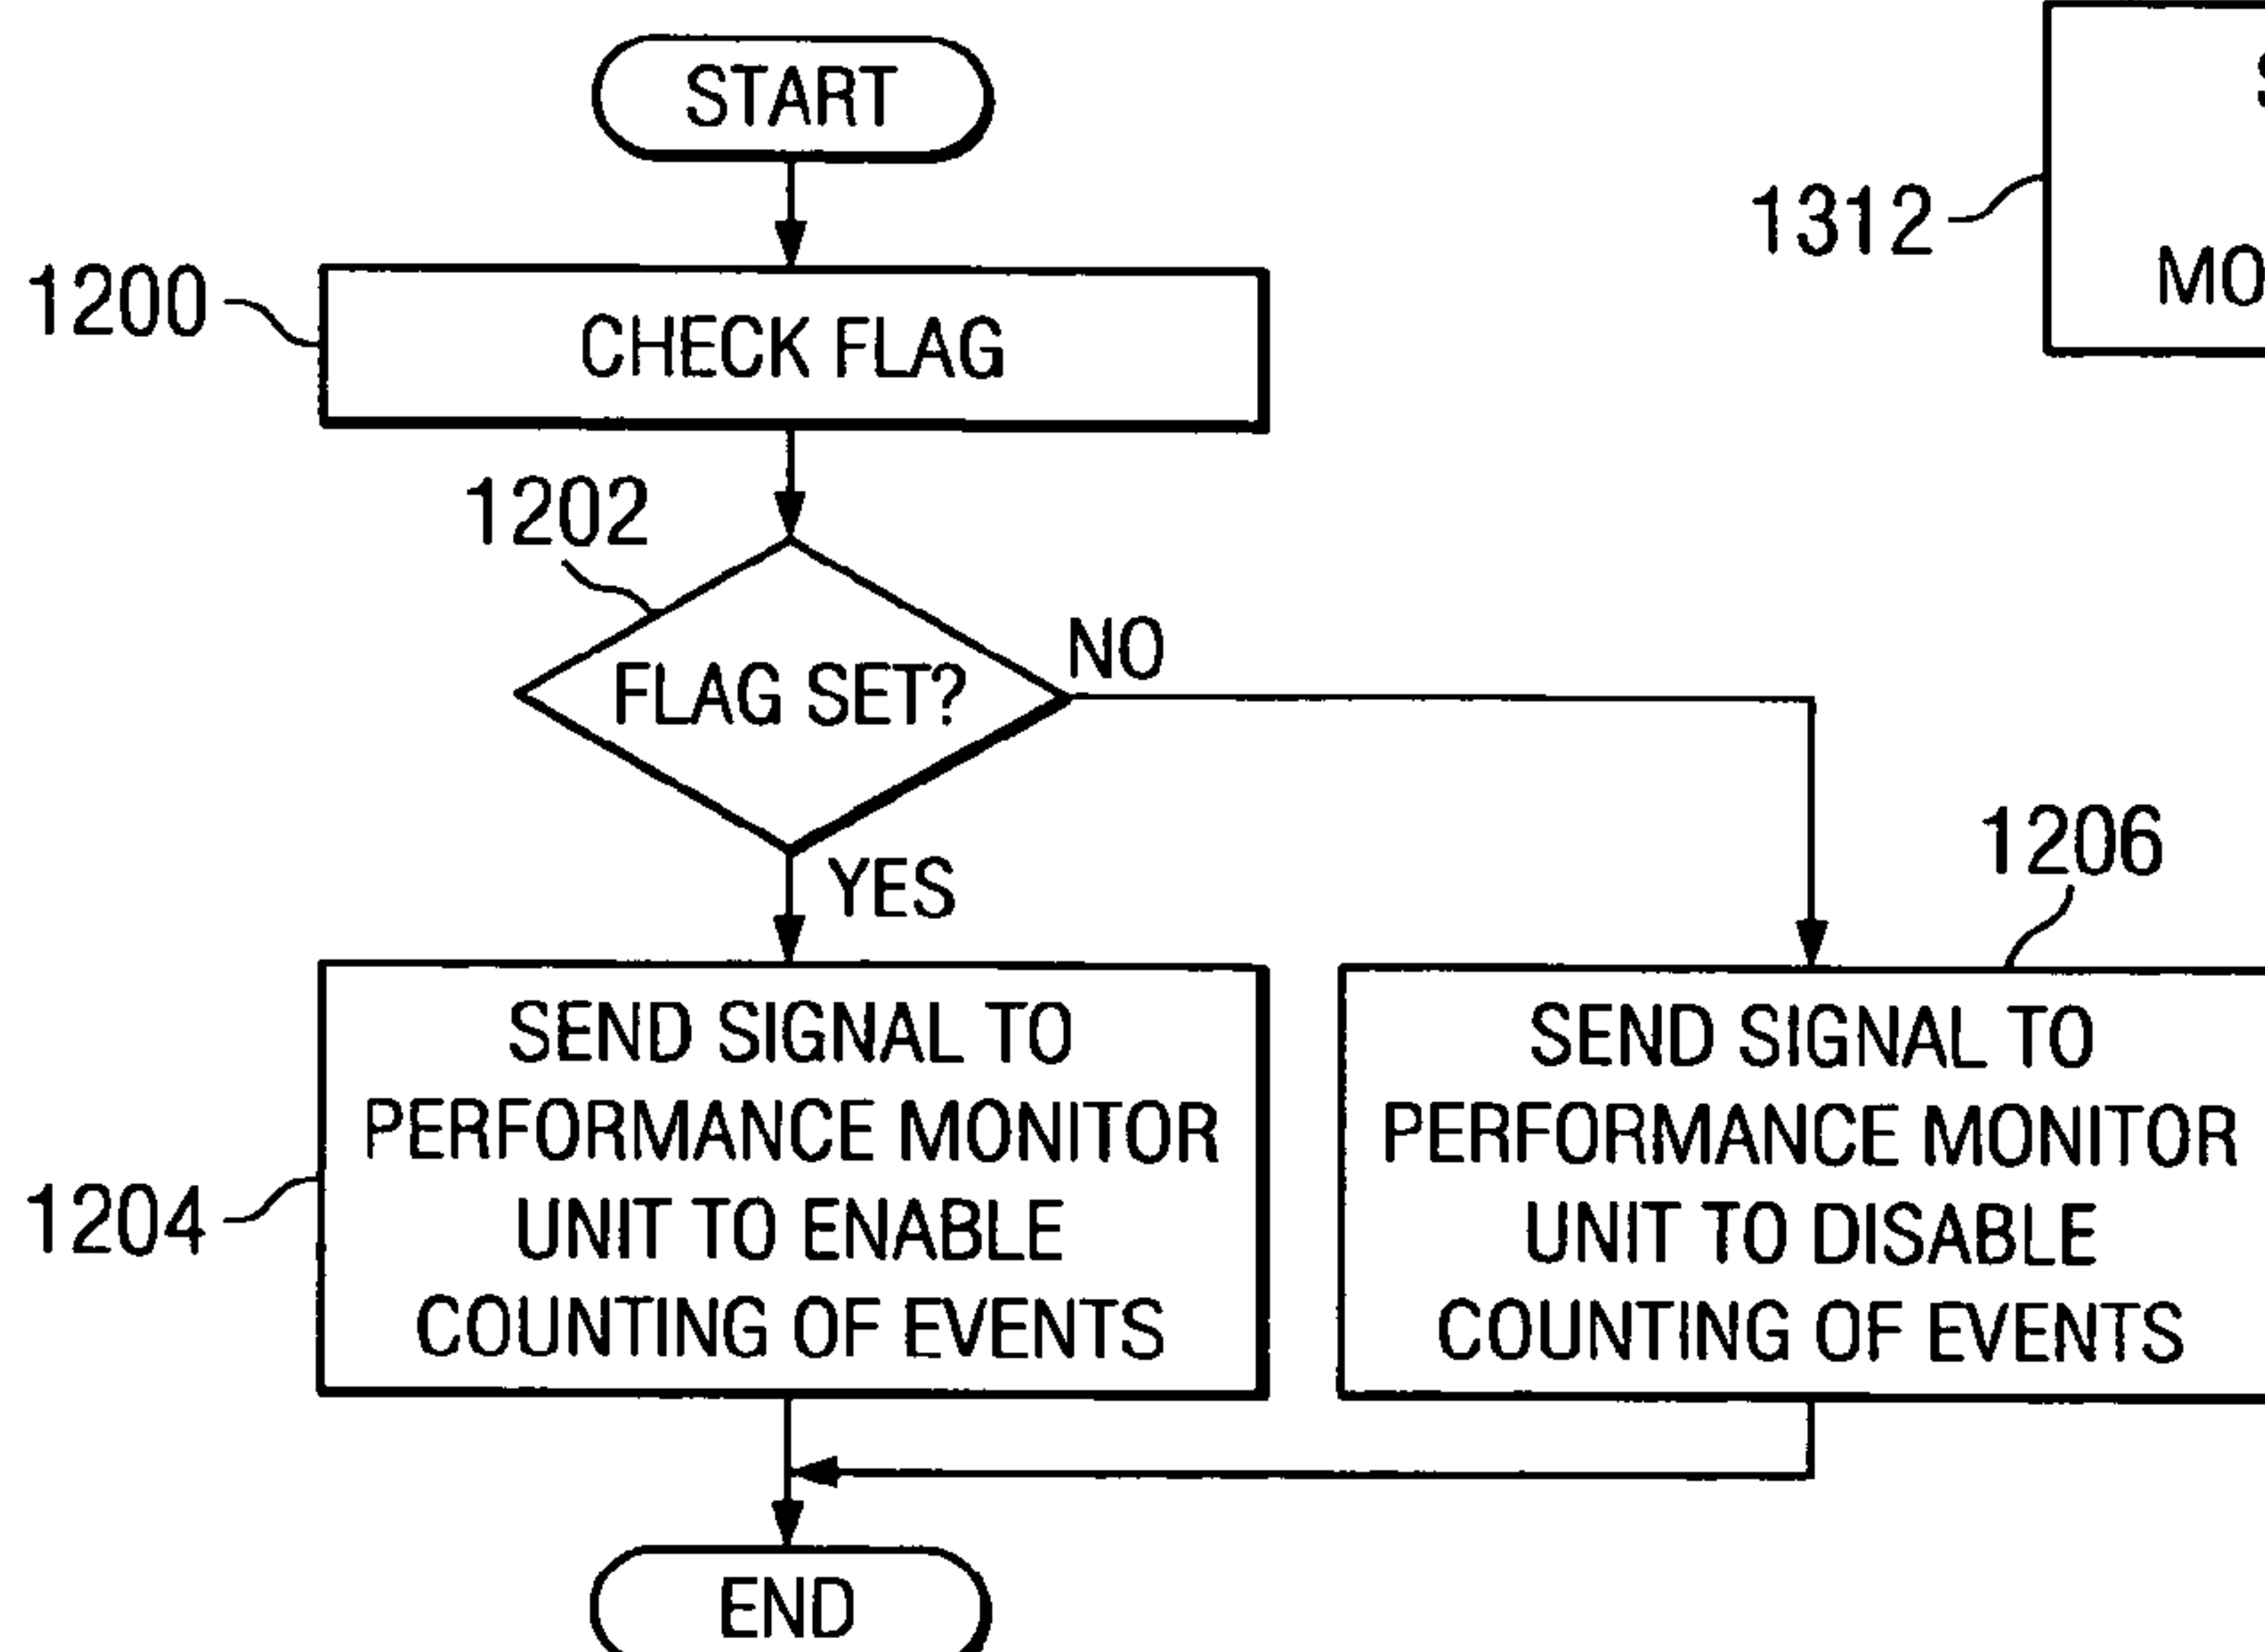 START
1200
CHECK FLAG
1202
FLAG SET?
NO
YES
1204
SEND SIGNAL TO
PERFORMANCE MONITOR
UNIT TO ENABLE
COUNTING OF EVENTS
1206
SEND SIGNAL TO
PERFORMANCE MONITOR
UNIT TO DISABLE
COUNTING OF EVENTS
END
1312